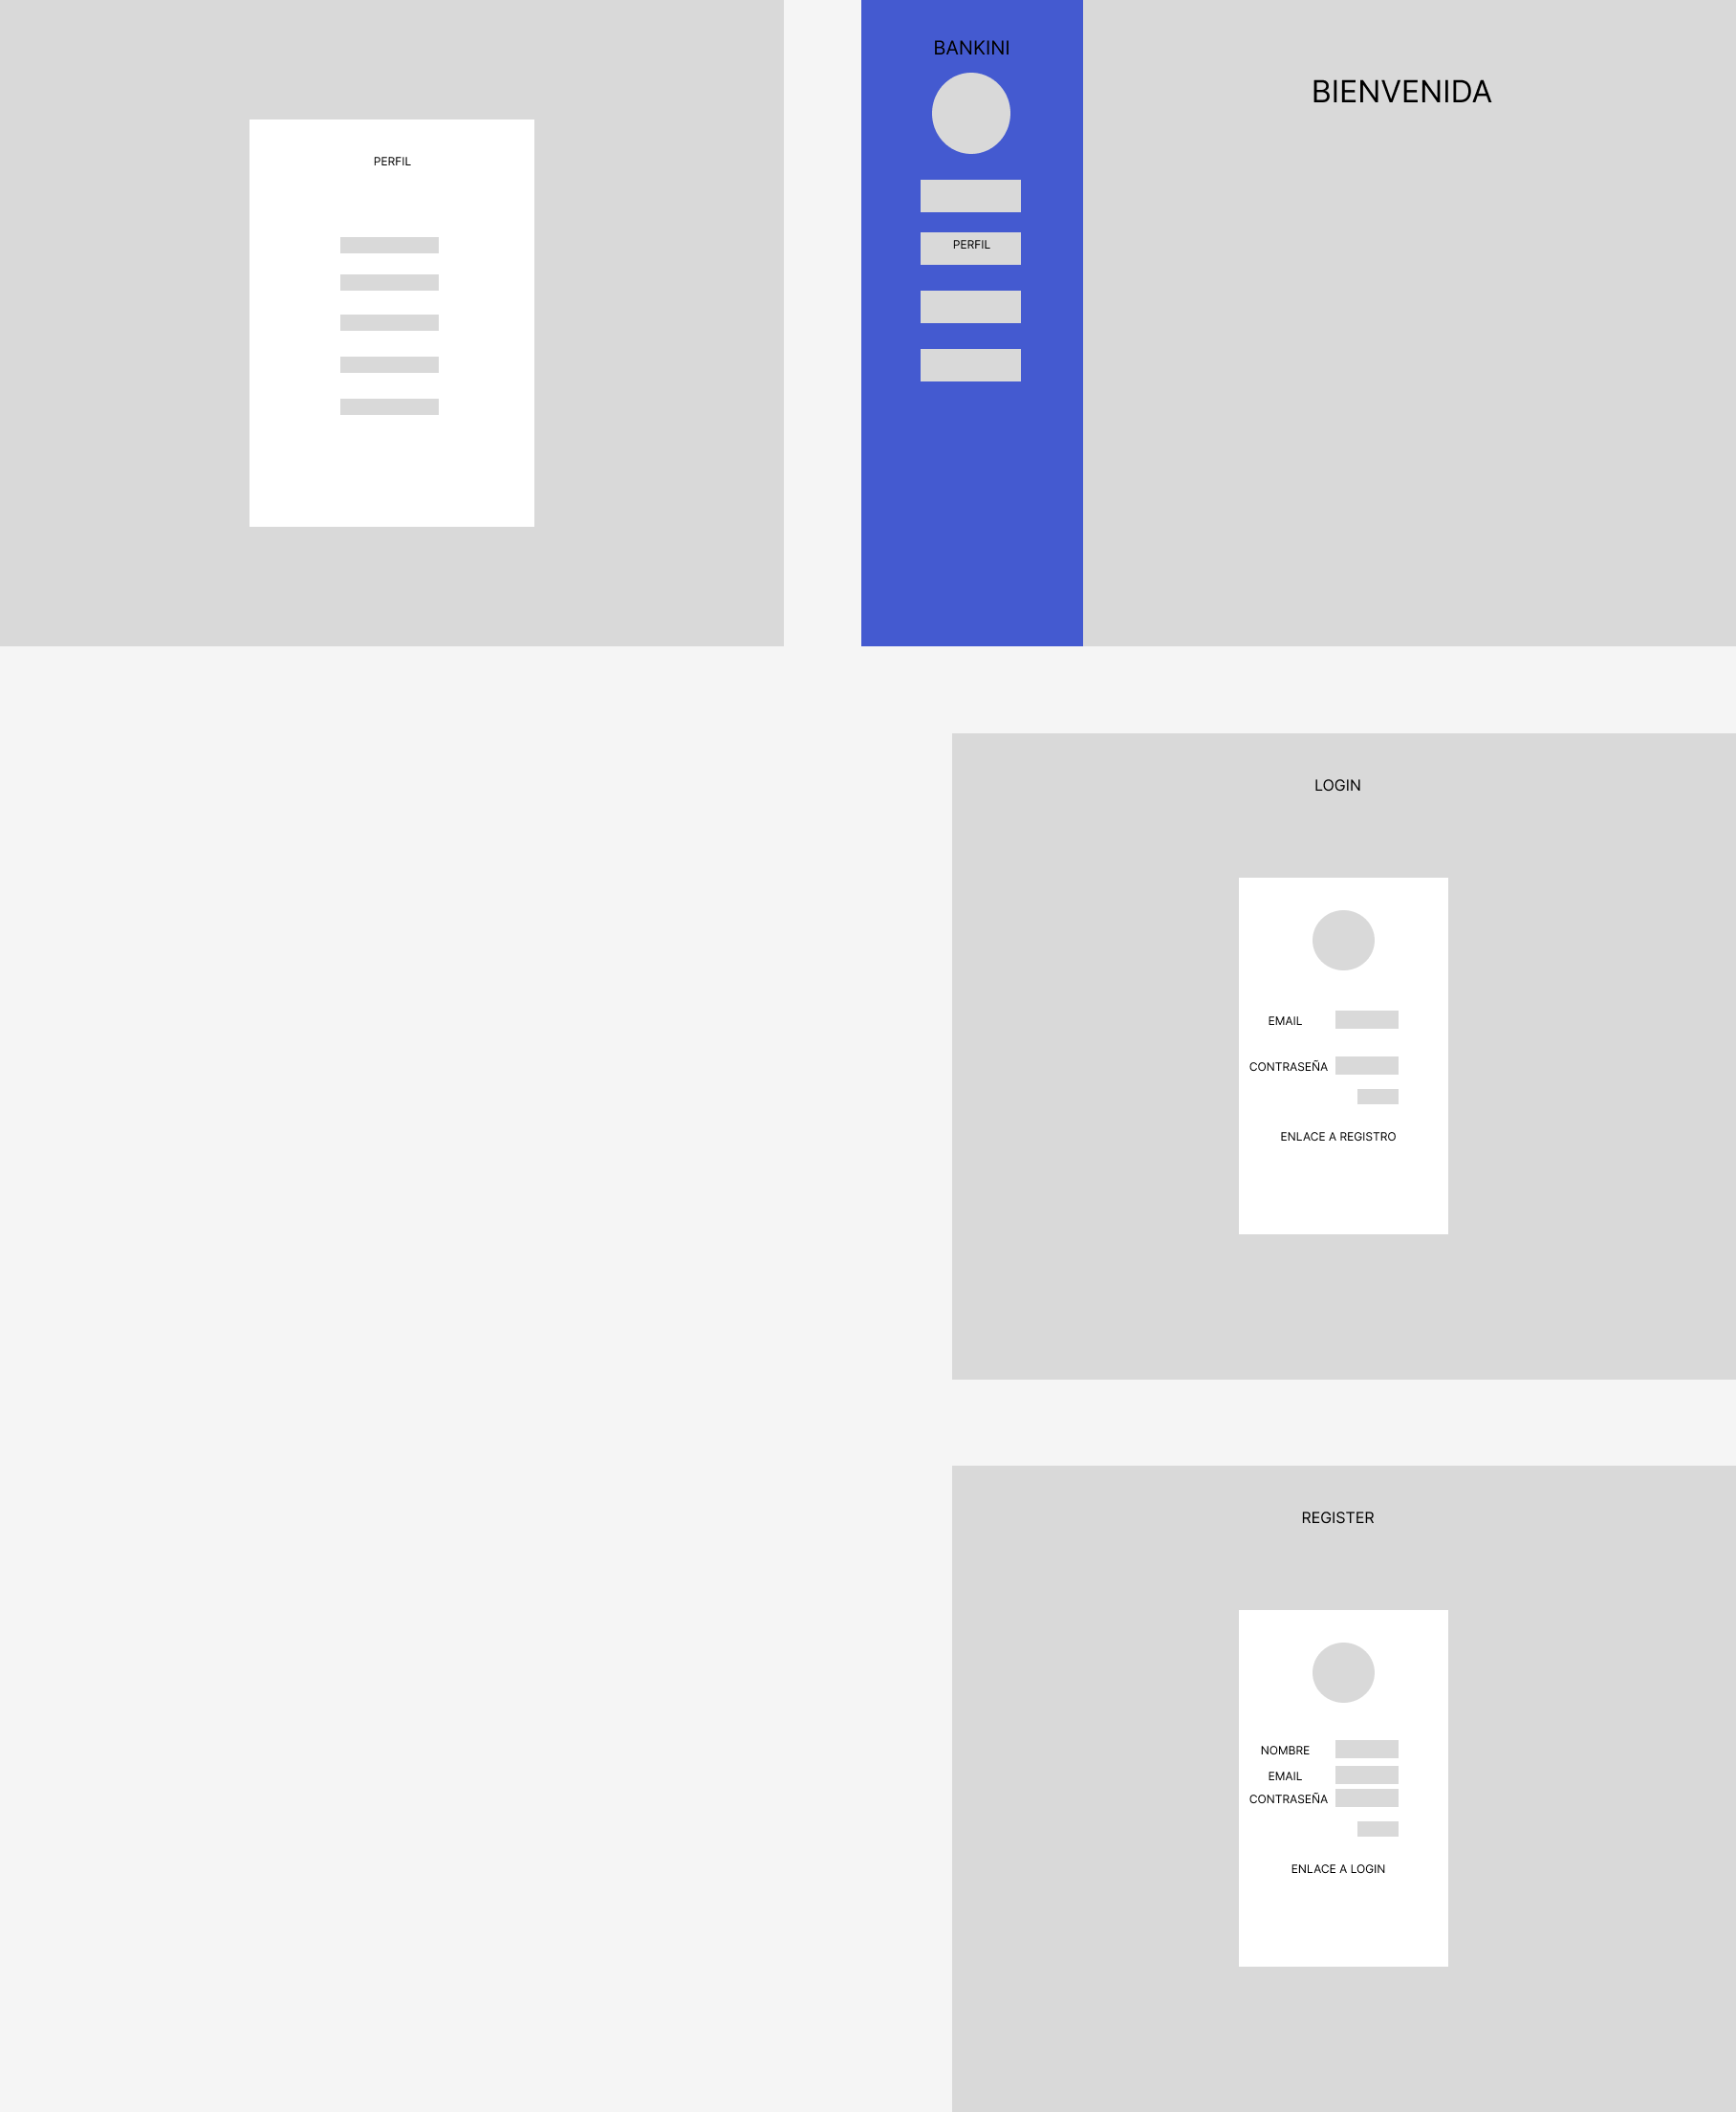 PERFIL
BANKINI
PERFIL
BIENVENIDA
LOGIN
EMAIL
CONTRASEÑA
ENLACE A REGISTRO
REGISTER
NOMBRE
EMAIL
CONTRASEÑA
ENLACE A LOGIN